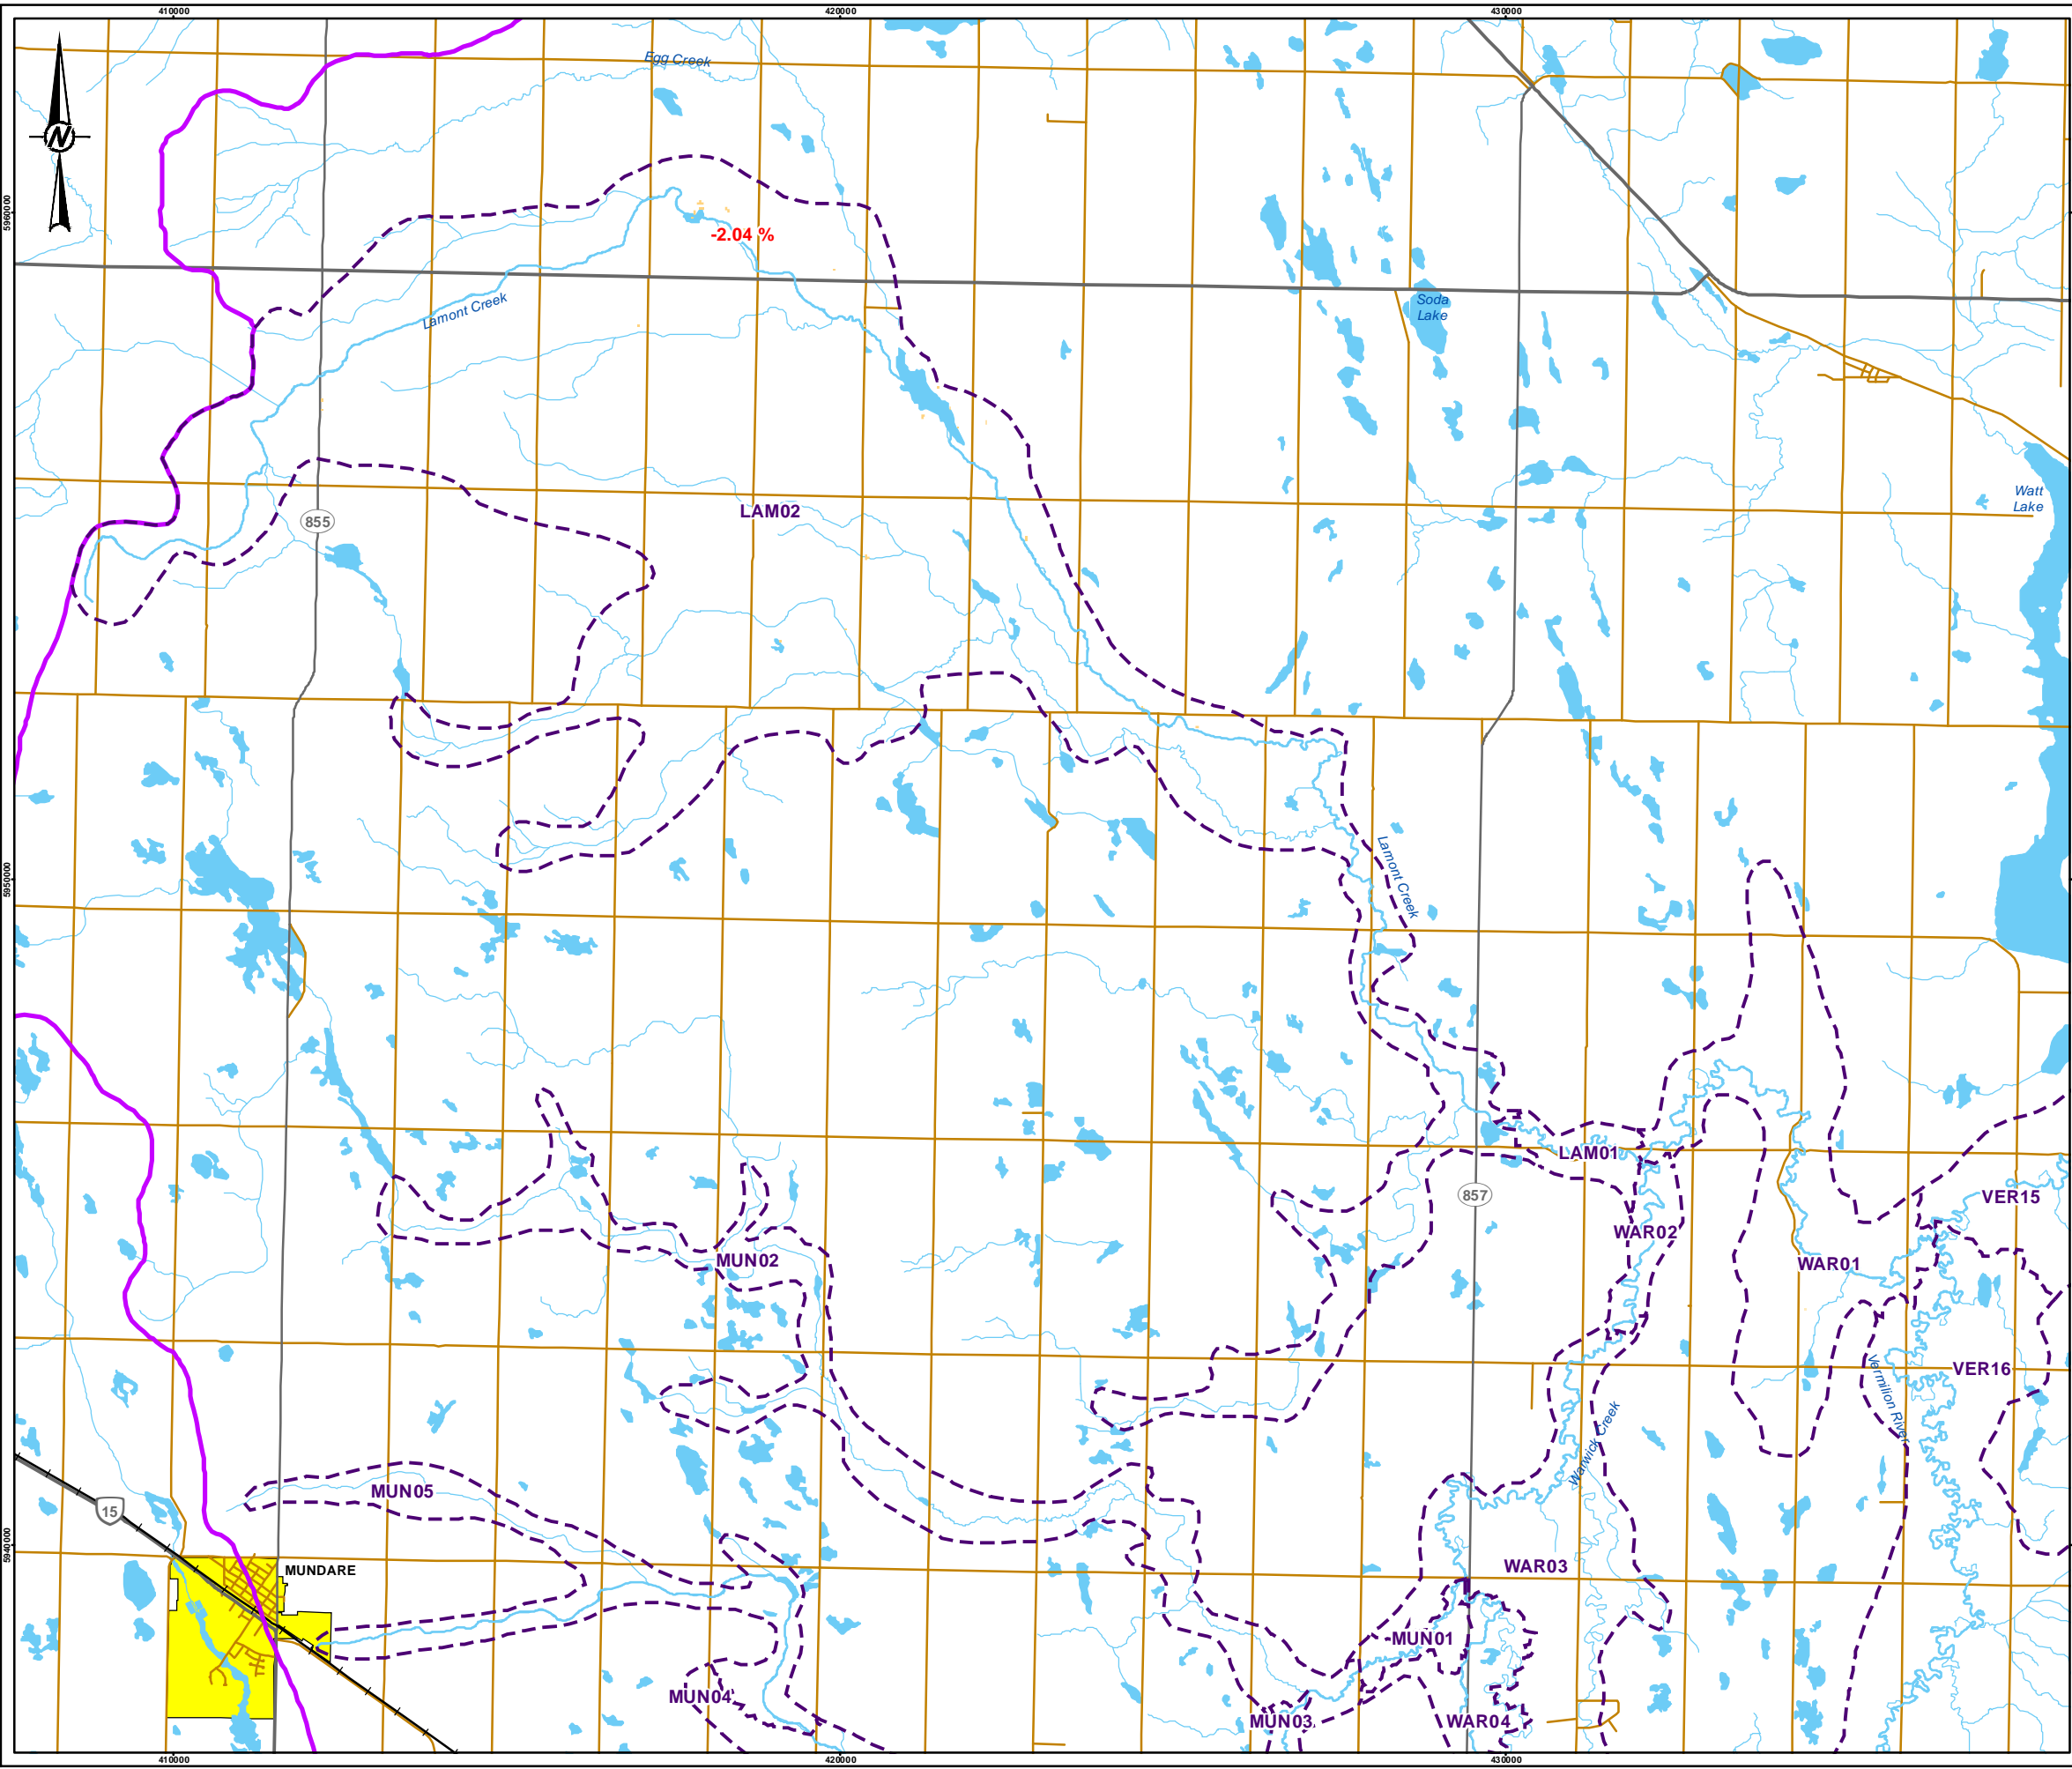 410000
420000
430000
Egg Creek
N
5960000
-2.04 %
Lamont Creek
Soda
Lake
Watt
Lake
LAM02
855
Lamont Creek
5950000
LAM01
857
VER15
WAR02
MUN02
WAR01
VER16
Vermilion River
Warwick Creek
MUN05
15
5940000
MUNDARE
WAR03
MUN01
MUN04
MUN03
WAR04
410000
420000
430000